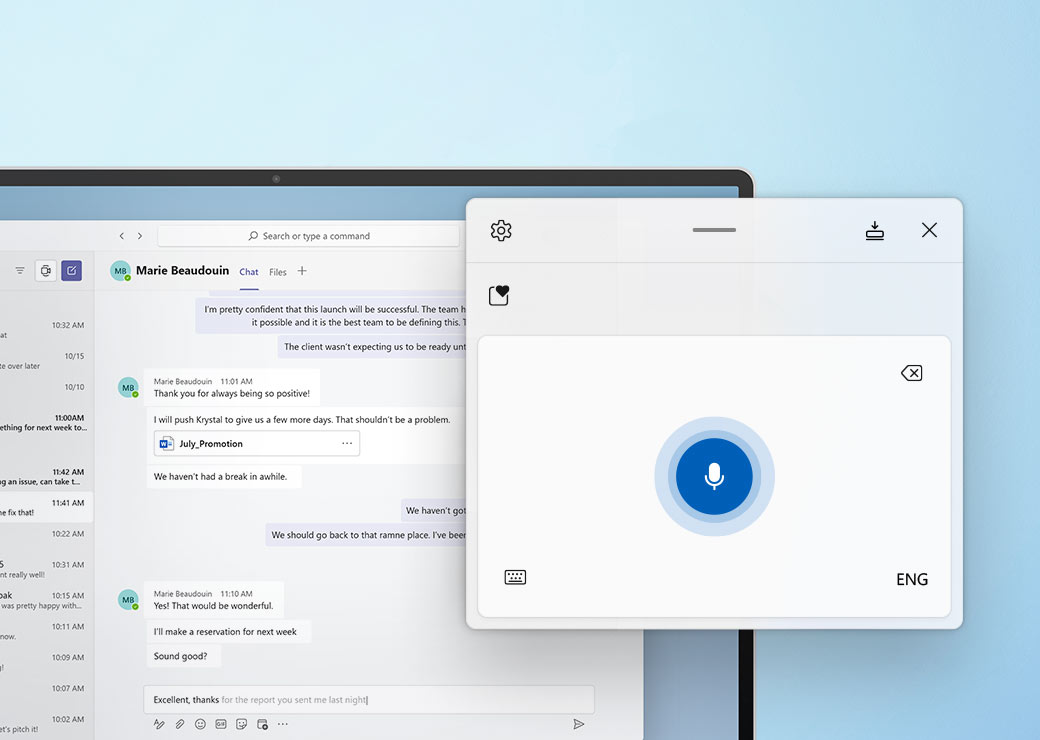 Search or type a command
MB
Marie Beaudouin
Chat
Files
10:32 AM
at
10/15
te over later
10/10
11:00AM
ething for next week to...
11:42 AM
ng an issue, can take t...
11:41 AM
he fix that!
10:22 AM
10:31 AM
nt really well!
10:15 AM
was pretty happy with...
10:11 AM
now.
10:09 AM
10:07 AM
10:02 AM
et's pitch it!
I'm pretty confident that this launch will be successful. The team h
it possible and it is the best team to be defining this.
The client wasn't expecting us to be ready unt
MB
Marie Beaudouin 11:01 AM
Thank you for always being so positive!
I will push Krystal to give us a few more days. That shouldn't be a problem.
July_Promotion
We haven't had a break in awhile.
We haven't got
We should go back to that ramne place. I've been
MB
Marie Beaudouin 11:10 AM
Yes! That would be wonderful.
I'll make a reservation for next week
Sound good?
Excellent, thanks for the report you sent me last night
GIF
ENG